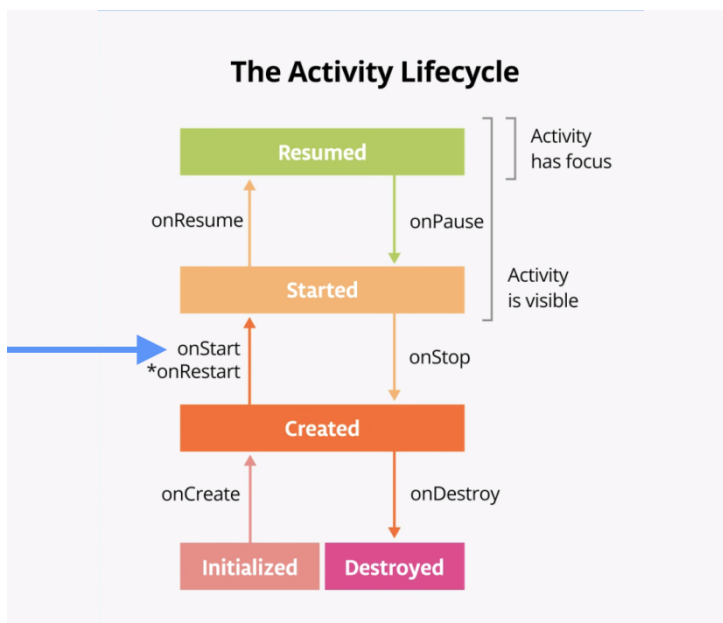 The Activity Lifecycle
Resumed
Activity
has focus
onResume
onPause
Started
Activity
is visible
onStart
*onRestart
onStop
Created
onCreate
onDestroy
Initialized
Destroyed